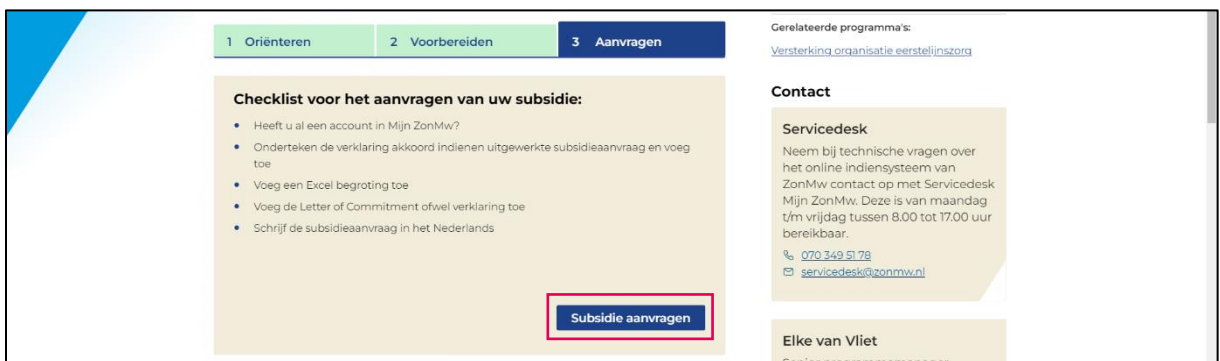 1 Oriënteren
2 Voorbereiden
3 Aanvragen
Checklist voor het aanvragen van uw subsidie:
Heeft u al een account in Mijn ZonMw?
Onderteken de verklaring akkoord indienen uitgewerkte subsidieaanvraag en voeg
toe
Voeg een Excel begroting toe
Voeg de Letter of Commitment ofwel verklaring toe
Schrijf de subsidieaanvraag in het Nederlands
Subsidie aanvragen
Gerelateerde programma's:
Versterking organisatie eerstelijnszorg
Contact
Servicedesk
Neem bij technische vragen over
het online indiensysteem van
ZonMw contact op met Servicedesk
Mijn ZonMw. Deze is van maandag
t/m vrijdag tussen 8.00 tot 17.00 uur
bereikbaar.
070 349 51 78
servicedesk@zonmw.nl
Elke van Vliet